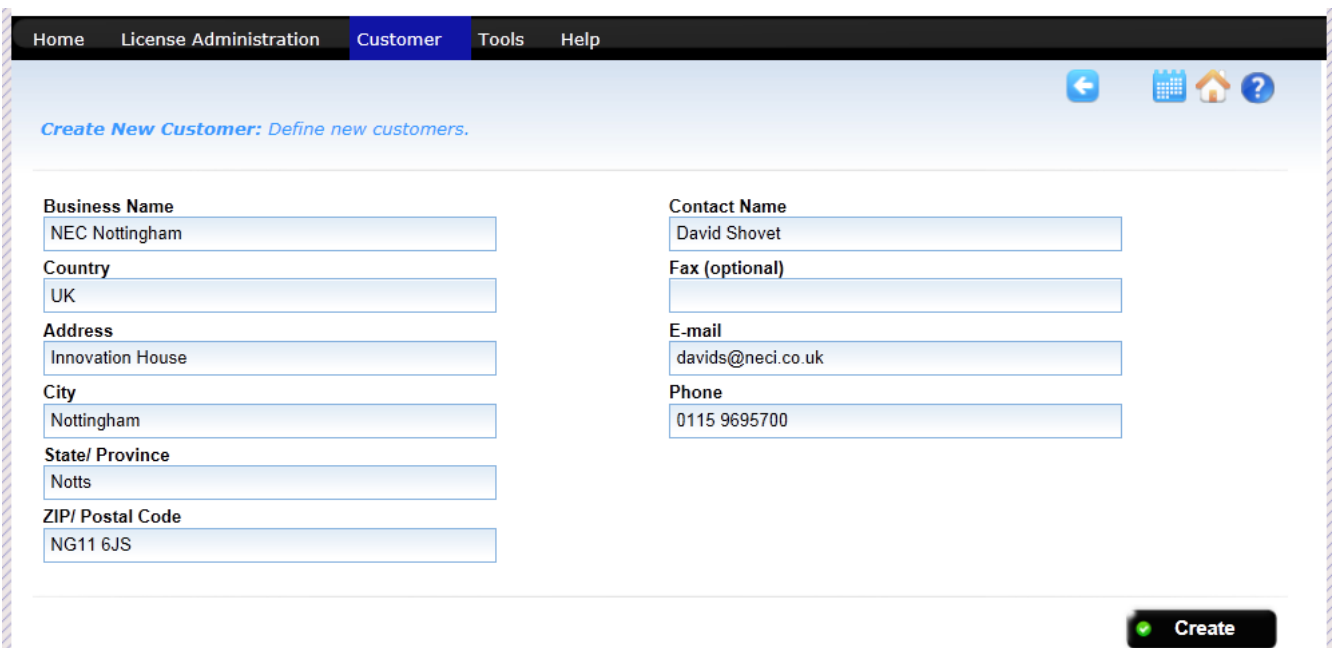 Home License Administration Customer Tools Help
Create New Customer: Define new customers.
Business Name
NEC Nottingham
Country
UK
Address
Innovation House
City
Nottingham
State/ Province
Notts
ZIP/ Postal Code
NG11 6JS
Contact Name
David Shovet
Fax (optional)
E-mail
davids@neci.co.uk
Phone
0115 9695700
Create